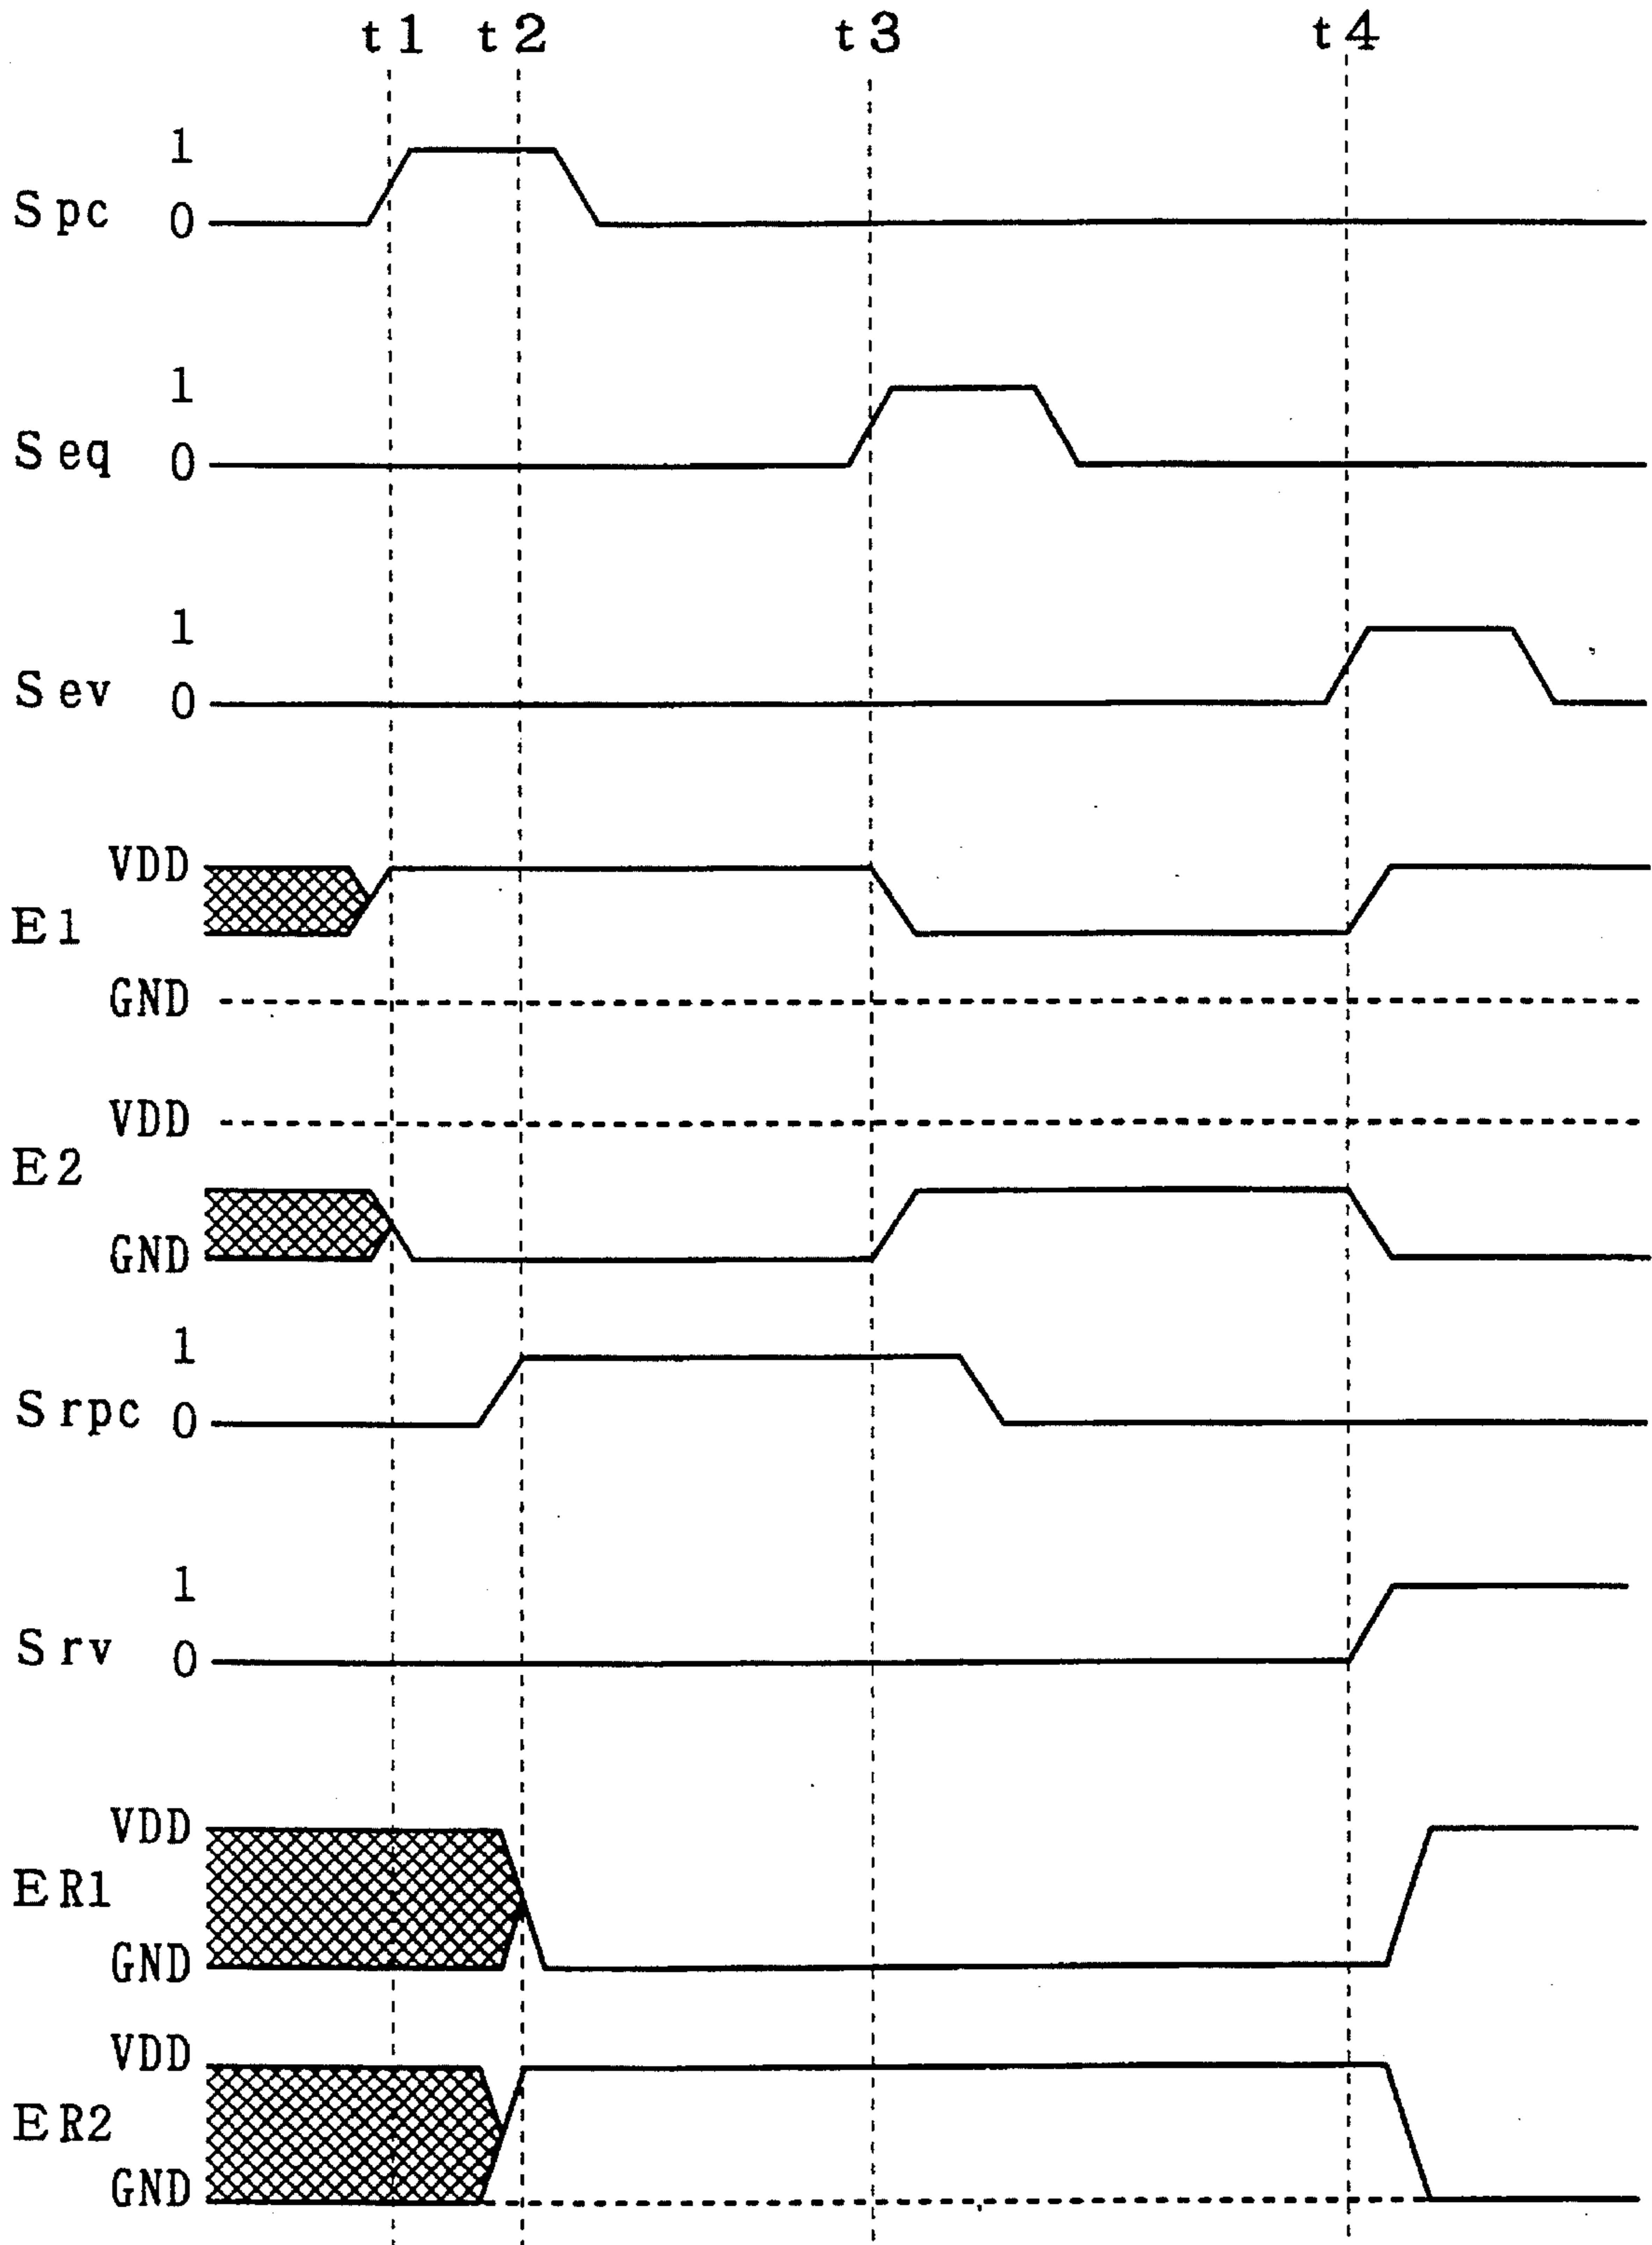 t1 t2 t3 t4
1
Spc 0
1
Seq 0
1
Sev 0
VDD
E1
GND
VDD
E2
GND
1
Srpc 0
1
Srv 0
VDD
ER1
GND
VDD
ER2
GND